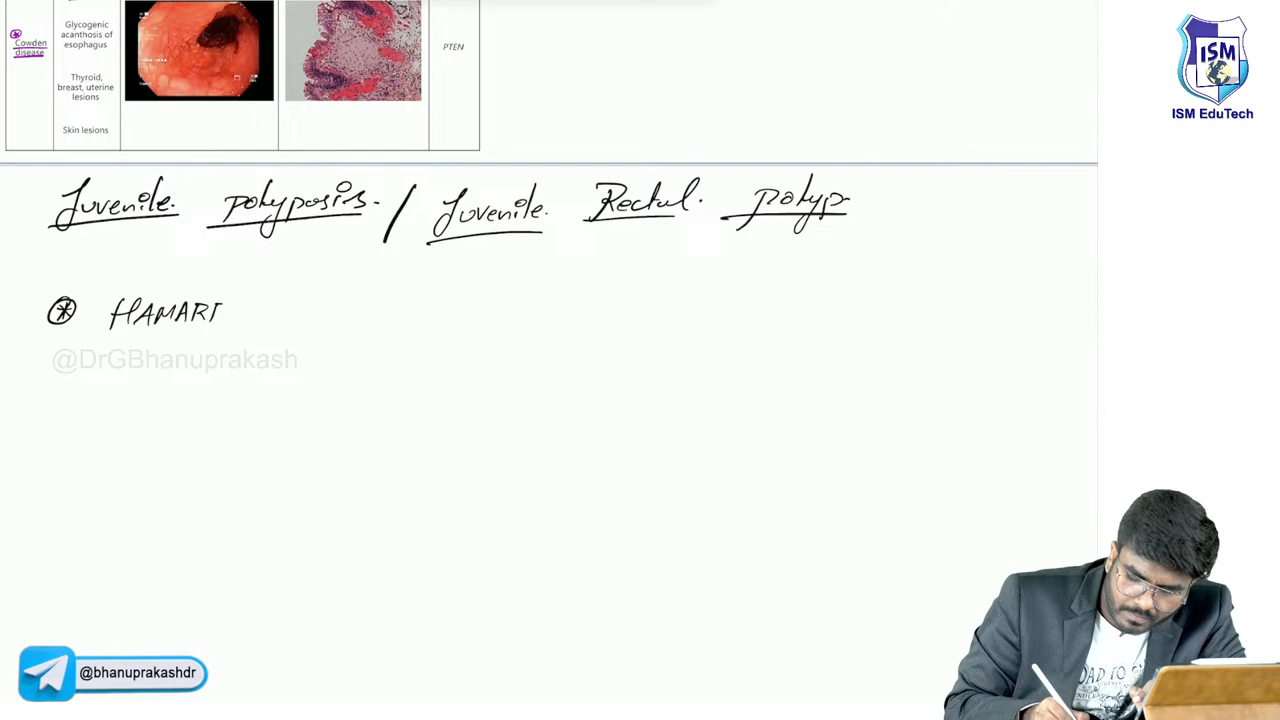 Cowden
disease
Glycogenic
acanthosis of
esophagus
Thyroid,
breast, uterine
lesions
Skin lesions
PTEN
ISM
ISM EduTech
Juvenile polyposis / Juvenile Rectal polyp
HAMART
@DrGBhanuprakash
@bhanuprakashdr